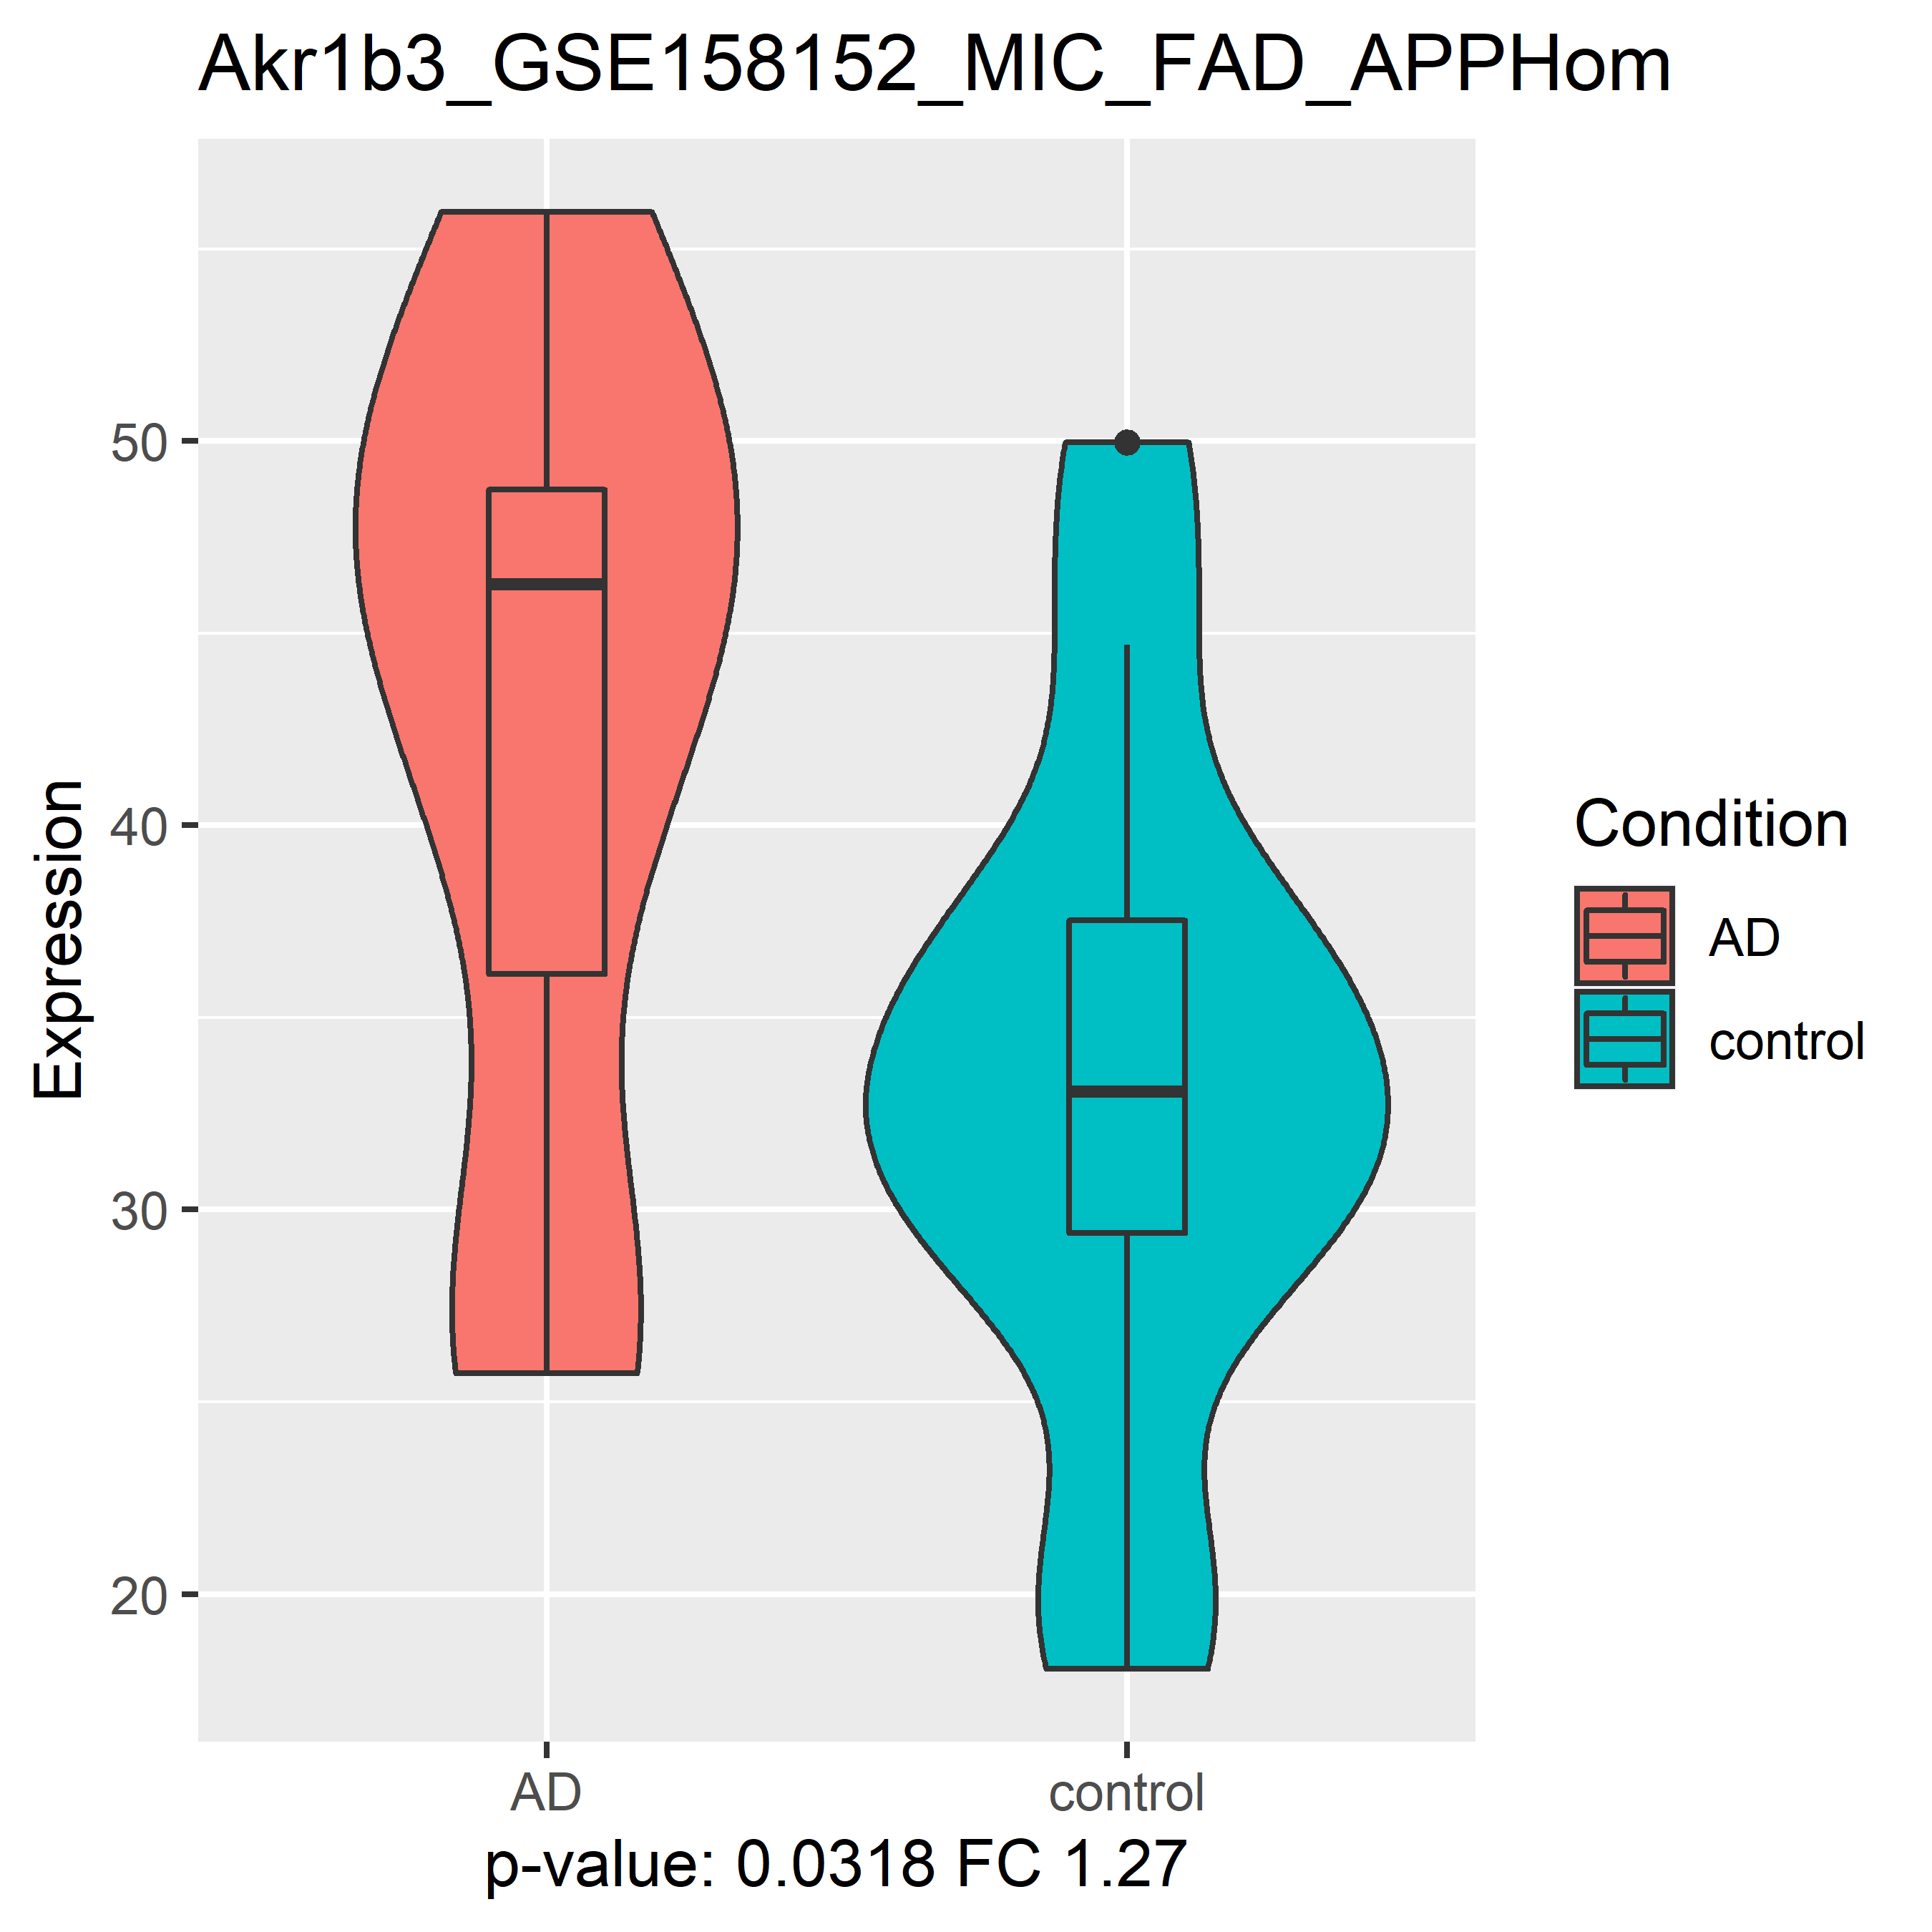 Akr1b3_GSE158152_MIC_FAD_APPHom
Expression
50
40
30
20
AD
control
p-value: 0.0318 FC 1.27
Condition
AD
control